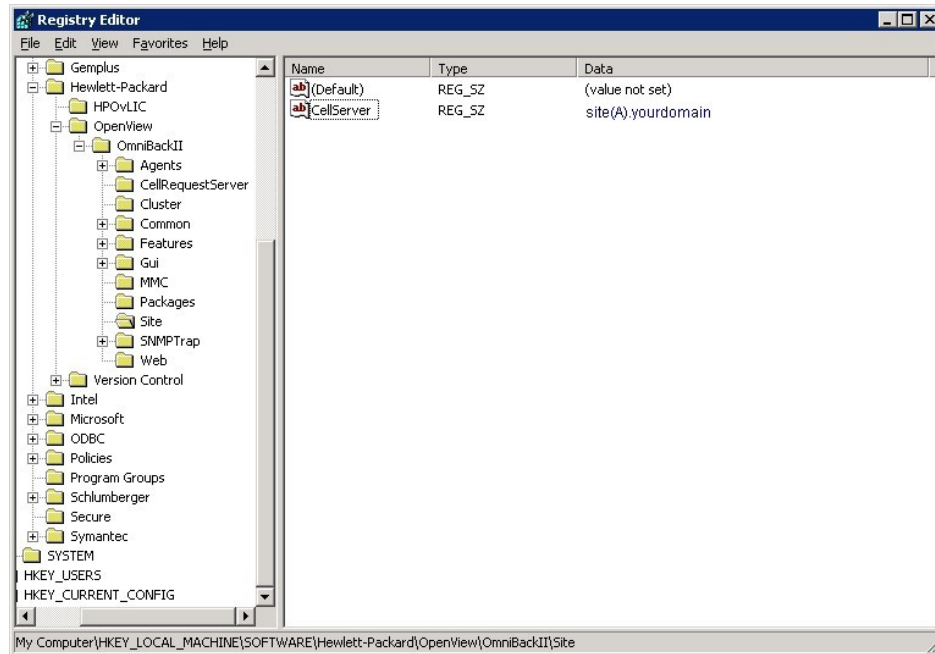 Registry Editor
File Edit View Favorites Help
Gemplus
Hewlett-Packard
HPOvLIC
OpenView
OmniBackII
Agents
CellRequestServer
Cluster
Common
Features
Gui
MMC
Packages
Site
SNMPTrap
Web
Version Control
Intel
Microsoft
ODBC
Policies
Program Groups
Schlumberger
Secure
Symantec
SYSTEM
HKEY_USERS
HKEY_CURRENT_CONFIG
Name Type Data
ab (Default) REG_SZ (value not set)
ab CellServer REG_SZ site(A).yourdomain
My Computer\HKEY_LOCAL_MACHINE\SOFTWARE\Hewlett-Packard\OpenView\OmniBackII\Site